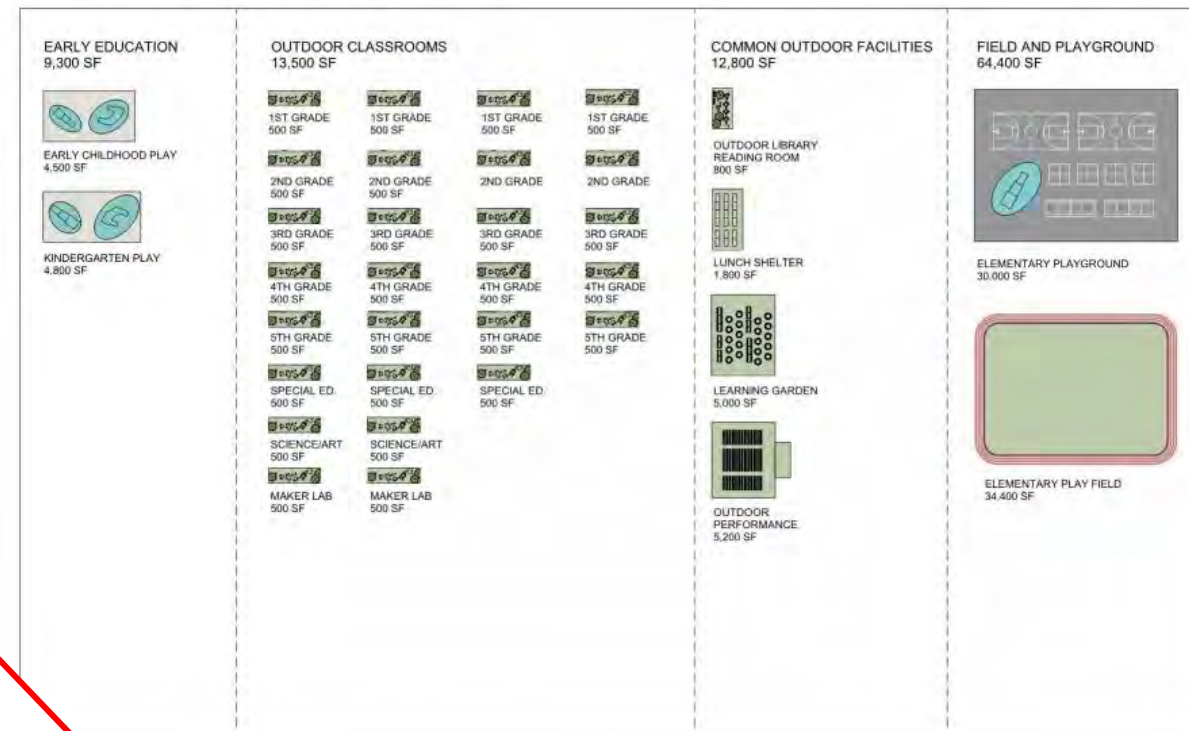 EARLY EDUCATION
9,300 SF
EARLY CHILDHOOD PLAY
4,500 SF
KINDERGARTEN PLAY
4,800 SF
OUTDOOR CLASSROOMS
13,500 SF
1ST GRADE
500 SF
1ST GRADE
500 SF
1ST GRADE
500 SF
1ST GRADE
500 SF
2ND GRADE
500 SF
2ND GRADE
500 SF
2ND GRADE
2ND GRADE
3RD GRADE
500 SF
3RD GRADE
500 SF
3RD GRADE
500 SF
3RD GRADE
500 SF
4TH GRADE
500 SF
4TH GRADE
500 SF
4TH GRADE
500 SF
4TH GRADE
500 SF
5TH GRADE
500 SF
5TH GRADE
500 SF
5TH GRADE
500 SF
5TH GRADE
500 SF
SPECIAL ED.
500 SF
SPECIAL ED.
500 SF
SPECIAL ED.
500 SF
SCIENCE/ART
500 SF
SCIENCE/ART
500 SF
MAKER LAB
500 SF
MAKER LAB
500 SF
COMMON OUTDOOR FACILITIES
12,800 SF
OUTDOOR LIBRARY
READING ROOM
800 SF
LUNCH SHELTER
1,800 SF
LEARNING GARDEN
5,000 SF
OUTDOOR
PERFORMANCE
5,200 SF
FIELD AND PLAYGROUND
64,400 SF
ELEMENTARY PLAYGROUND
30,000 SF
ELEMENTARY PLAY FIELD
34,400 SF